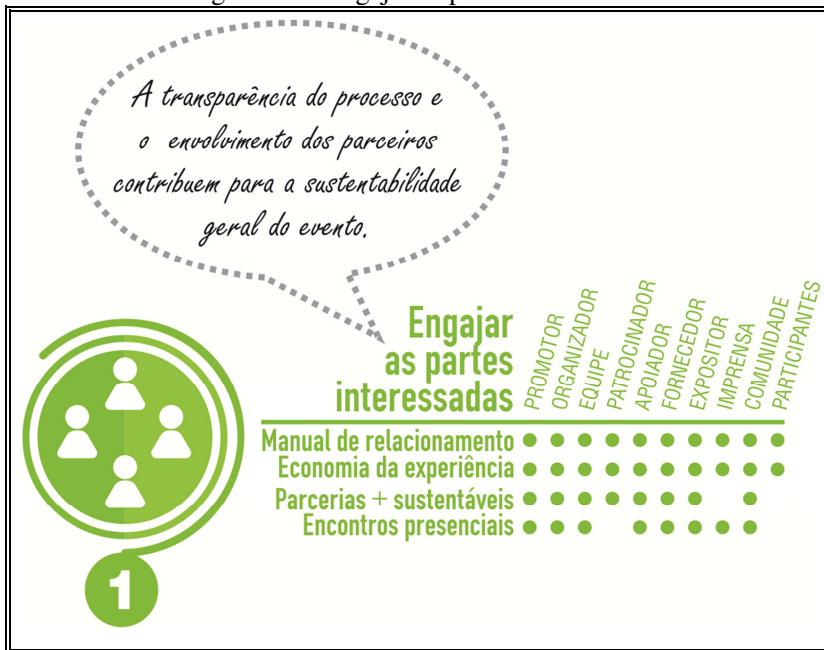 A transparência do processo e
o envolvimento dos parceiros
contribuem para a sustentabilidade
geral do evento.
Engajar
as partes
interessadas
PROMOTOR
ORGANIZADOR
EQUIPE
PATROCINADOR
APOIADOR
FORNECEDOR
EXPOSITOR
IMPRENSA
COMUNIDADE
PARTICIPANTES
Manual de relacionamento
Economia da experiência
Parcerias + sustentáveis
Encontros presenciais
1